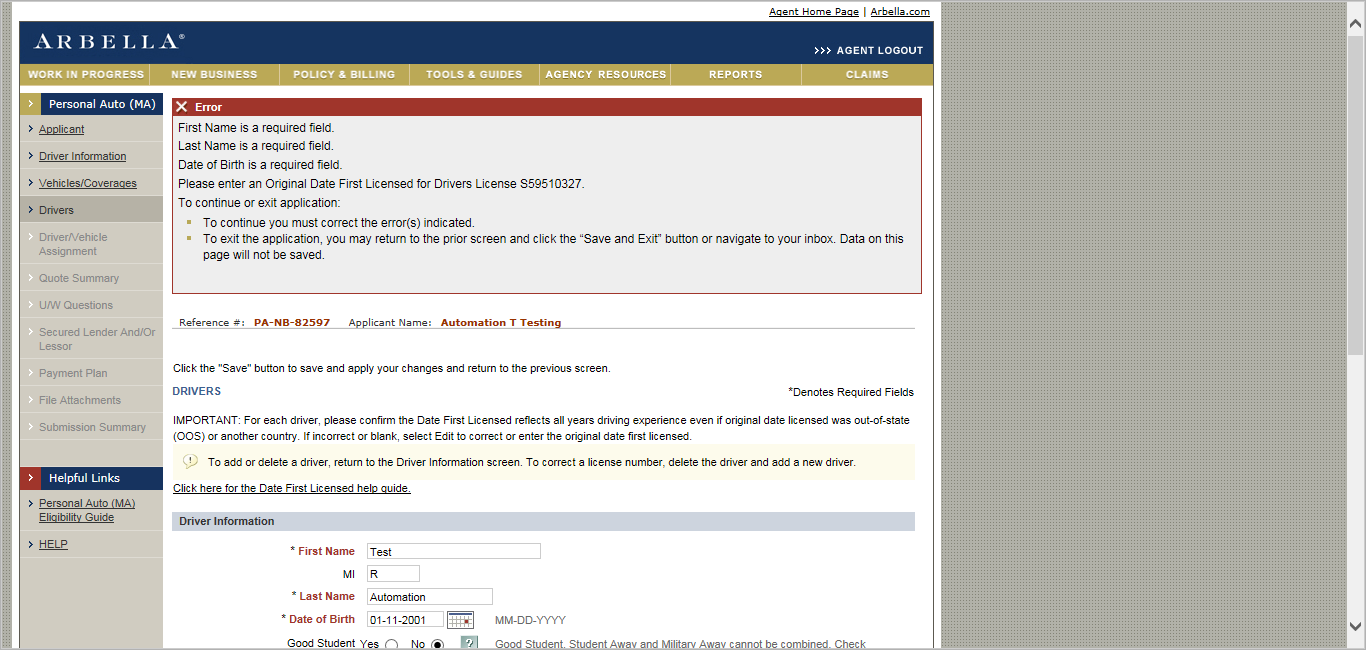 Agent Home Page | Arbella.com
ARBELLA®
>>> AGENT LOGOUT
WORK IN PROGRESS NEW BUSINESS POLICY & BILLING TOOLS & GUIDES AGENCY RESOURCES REPORTS CLAIMS
Personal Auto (MA)
Applicant
Driver Information
Vehicles/Coverages
Drivers
Driver/Vehicle
Assignment
Quote Summary
U/W Questions
Secured Lender And/Or
Lessor
Payment Plan
File Attachments
Submission Summary
Helpful Links
Personal Auto (MA)
Eligibility Guide
HELP
Error
First Name is a required field.
Last Name is a required field.
Date of Birth is a required field.
Please enter an Original Date First Licensed for Drivers License S59510327.
To continue or exit application:
To continue you must correct the error(s) indicated.
To exit the application, you may return to the prior screen and click the “Save and Exit” button or navigate to your inbox. Data on this
page will not be saved.
Reference #: PA-NB-82597 Applicant Name: Automation T Testing
Click the "Save" button to save and apply your changes and return to the previous screen.
DRIVERS *Denotes Required Fields
IMPORTANT: For each driver, please confirm the Date First Licensed reflects all years driving experience even if original date licensed was out-of-state
(OOS) or another country. If incorrect or blank, select Edit to correct or enter the original date first licensed.
To add or delete a driver, return to the Driver Information screen. To correct a license number, delete the driver and add a new driver.
Click here for the Date First Licensed help guide.
Driver Information
* First Name Test
MI R
* Last Name Automation
* Date of Birth 01-11-2001 MM-DD-YYYY
Good Student Yes No ? Good Student, Student Away and Military Away cannot be combined. Check